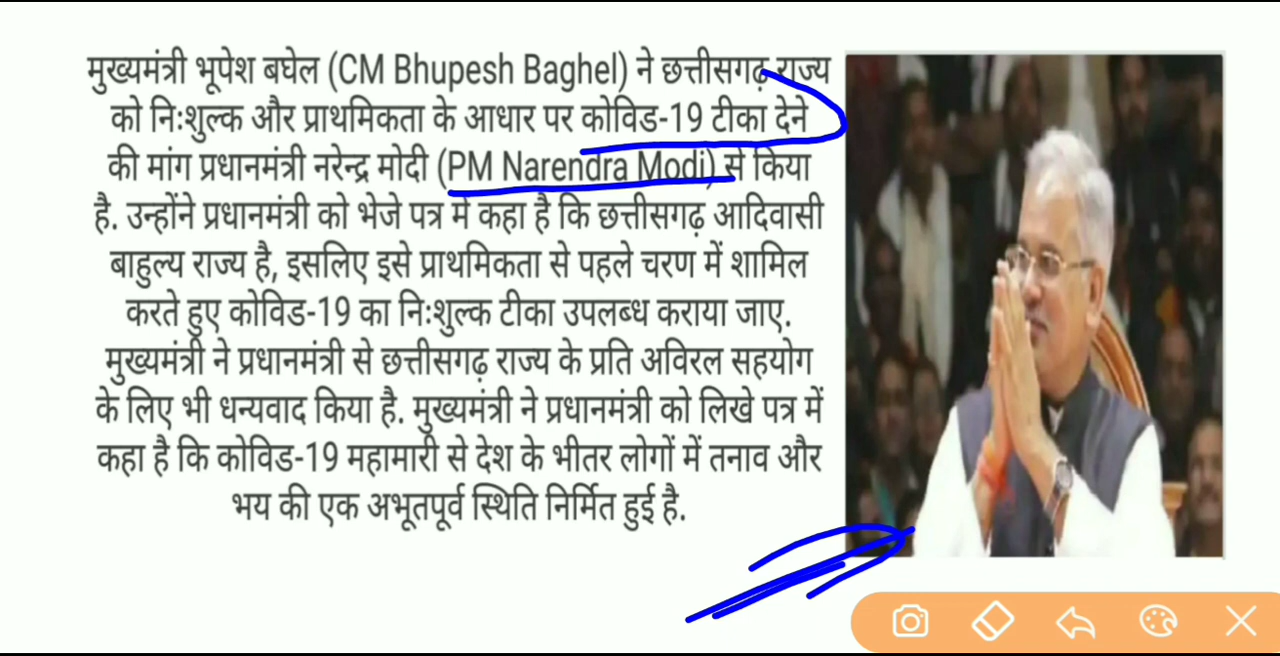 मुख्यमंत्री भूपेश बघेल (CM Bhupesh Baghel) ने छत्तीसगढ़ राज्य
को निःशुल्क और प्राथमिकता के आधार पर कोविड-19 टीका देने
की मांग प्रधानमंत्री नरेन्द्र मोदी (PM Narendra Modi) से किया
है. उन्होंने प्रधानमंत्री को भेजे पत्र में कहा है कि छत्तीसगढ़ आदिवासी
बाहुल्य राज्य है, इसलिए इसे प्राथमिकता से पहले चरण में शामिल
करते हुए कोविड-19 का निःशुल्क टीका उपलब्ध कराया जाए.
मुख्यमंत्री ने प्रधानमंत्री से छत्तीसगढ़ राज्य के प्रति अविरल सहयोग
के लिए भी धन्यवाद किया है. मुख्यमंत्री ने प्रधानमंत्री को लिखे पत्र में
कहा है कि कोविड-19 महामारी से देश के भीतर लोगों में तनाव और
भय की एक अभूतपूर्व स्थिति निर्मित हुई है.